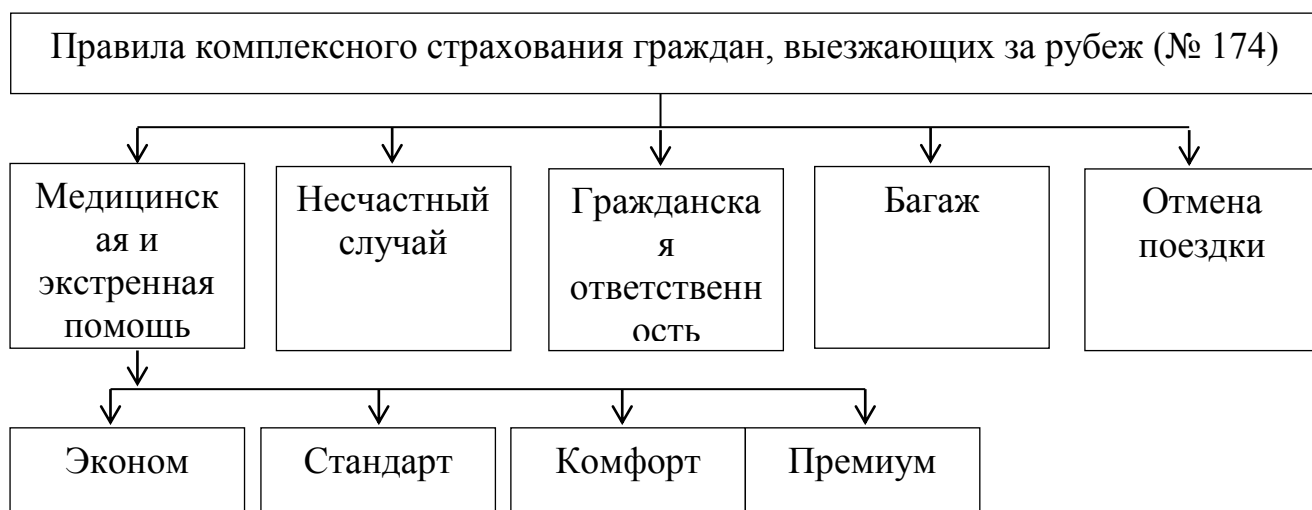 Правила комплексного страхования граждан, выезжающих за рубеж (№ 174)
Медицинск
ая и
экстренная
помощь
Несчастный
случай
Гражданска
я
ответственн
ость
Багаж
Отмена
поездки
Эконом
Стандарт
Комфорт
Премиум